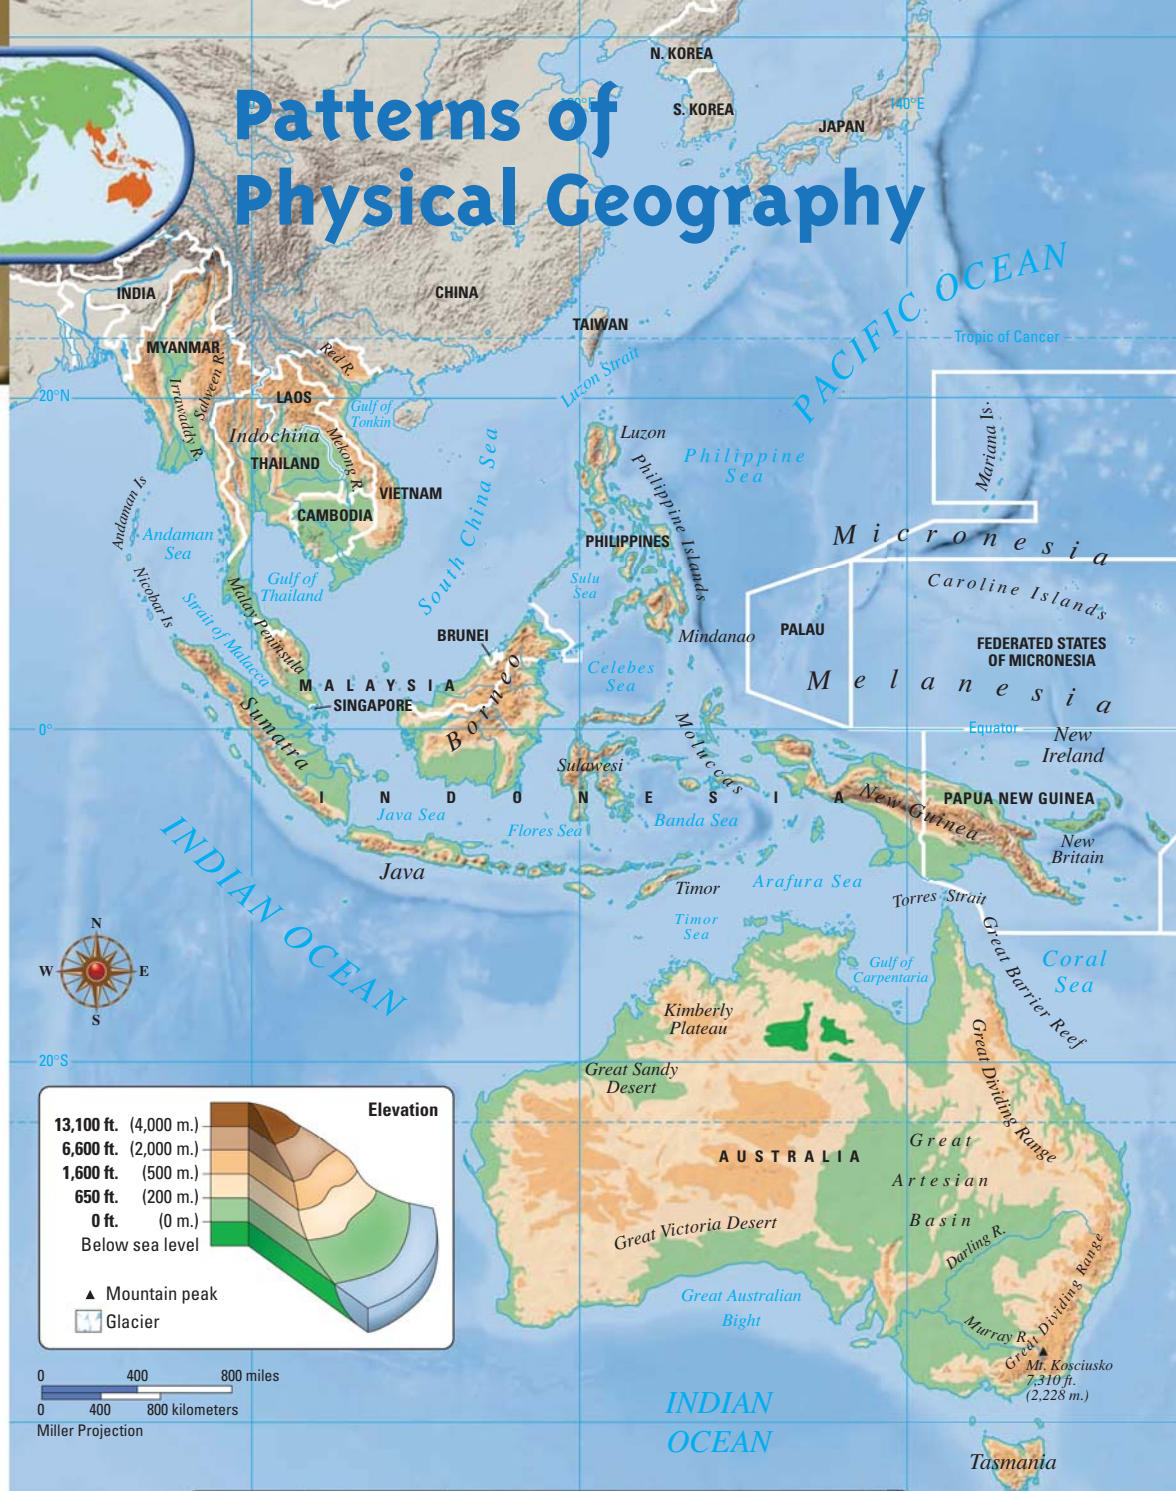 Patterns of
Physical Geography
N. KOREA
S. KOREA
JAPAN
140°E
INDIA
CHINA
TAIWAN
MYANMAR
Red R.
Luzon Strait
PACIFIC OCEAN
Tropic of Cancer
20°N
Irrawaddy R.
Salween R.
LAOS
Gulf of
Tonkin
Indochina
THAILAND
Mekong R.
VIETNAM
CAMBODIA
South China Sea
Luzon
Philippine
Sea
Philippine Islands
Mariana Is.
Andaman Is
Andaman
Sea
PHILIPPINES
Micronesia
Nicobar Is
Gulf of
Thailand
Sulu
Sea
Caroline Islands
Strait of Malacca
Malay Peninsula
BRUNEI
Mindanao
PALAU
FEDERATED STATES
OF MICRONESIA
MALAYSIA
SINGAPORE
Borneo
Celebes
Sea
Melanesia
0°
Sumatra
Moluccas
Equator
New
Ireland
Sulawesi
INDONESIA
New Guinea
PAPUA NEW GUINEA
Java Sea
Flores Sea
Banda Sea
New
Britain
INDIAN OCEAN
Java
Timor
Arafura Sea
Torres Strait
Timor
Sea
N
W
E
S
Gulf of
Carpentaria
Great Barrier Reef
Coral
Sea
Kimberly
Plateau
20°S
Great Sandy
Desert
Great Dividing Range
AUSTRALIA
Great
Artesian
Basin
Great Victoria Desert
Darling R.
Great Australian
Bight
Murray R.
Great Dividing Range
Mt. Kosciusko
7,310 ft.
(2,228 m.)
INDIAN
OCEAN
Tasmania
Elevation
13,100 ft. (4,000 m.)
6,600 ft. (2,000 m.)
1,600 ft. (500 m.)
650 ft. (200 m.)
0 ft. (0 m.)
Below sea level
Mountain peak
Glacier
0 400 800 miles
0 400 800 kilometers
Miller Projection